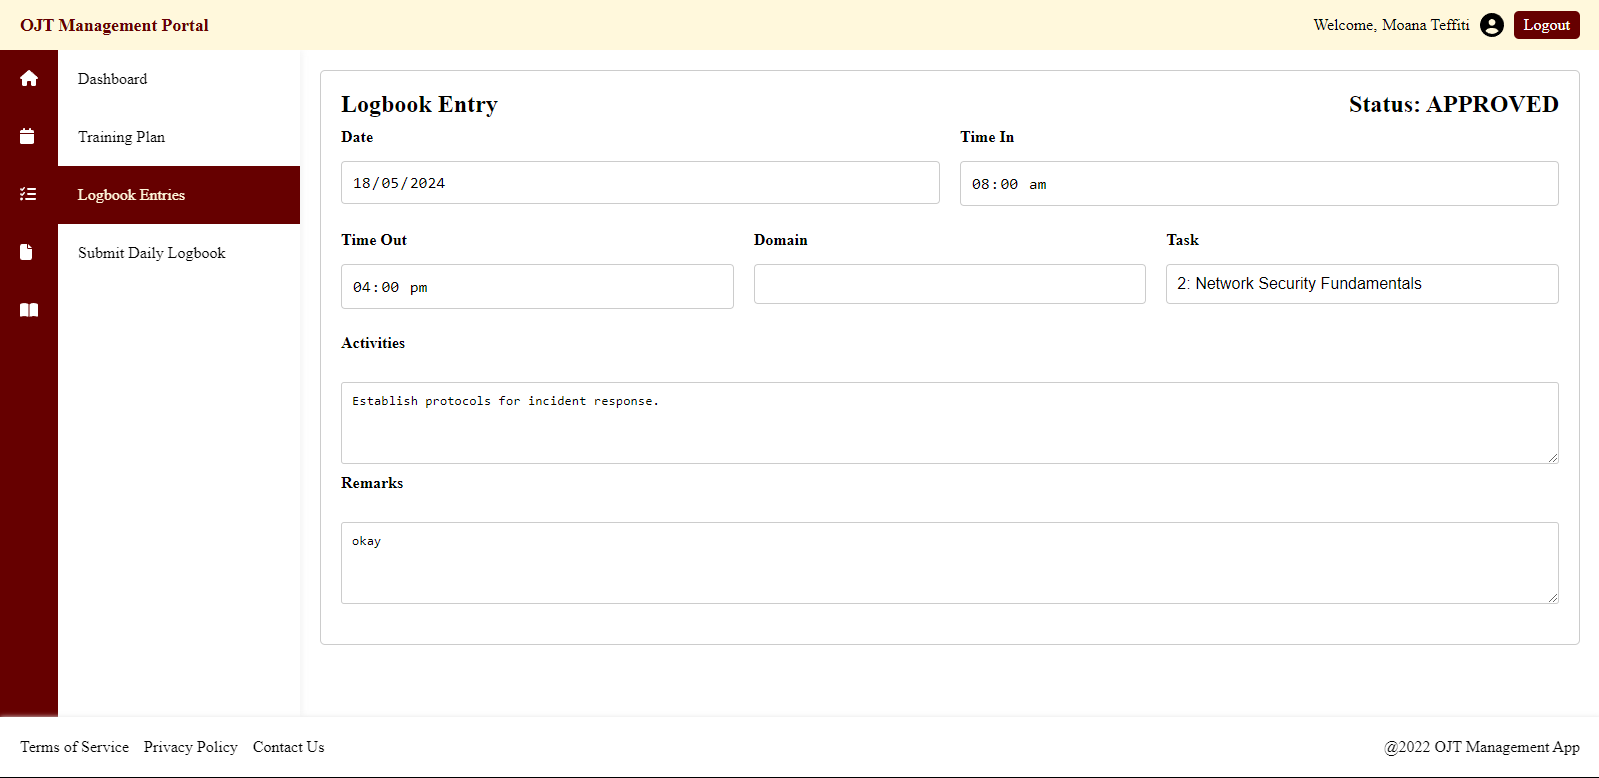 OJT Management Portal
Welcome, Moana Teffiti
Logout
Dashboard
Training Plan
Logbook Entries
Submit Daily Logbook
Logbook Entry
Status: APPROVED
Date
Time In
18/05/2024
08:00 am
Time Out
Domain
Task
04:00 pm
2: Network Security Fundamentals
Activities
Establish protocols for incident response.
Remarks
okay
Terms of Service
Privacy Policy
Contact Us
@2022 OJT Management App